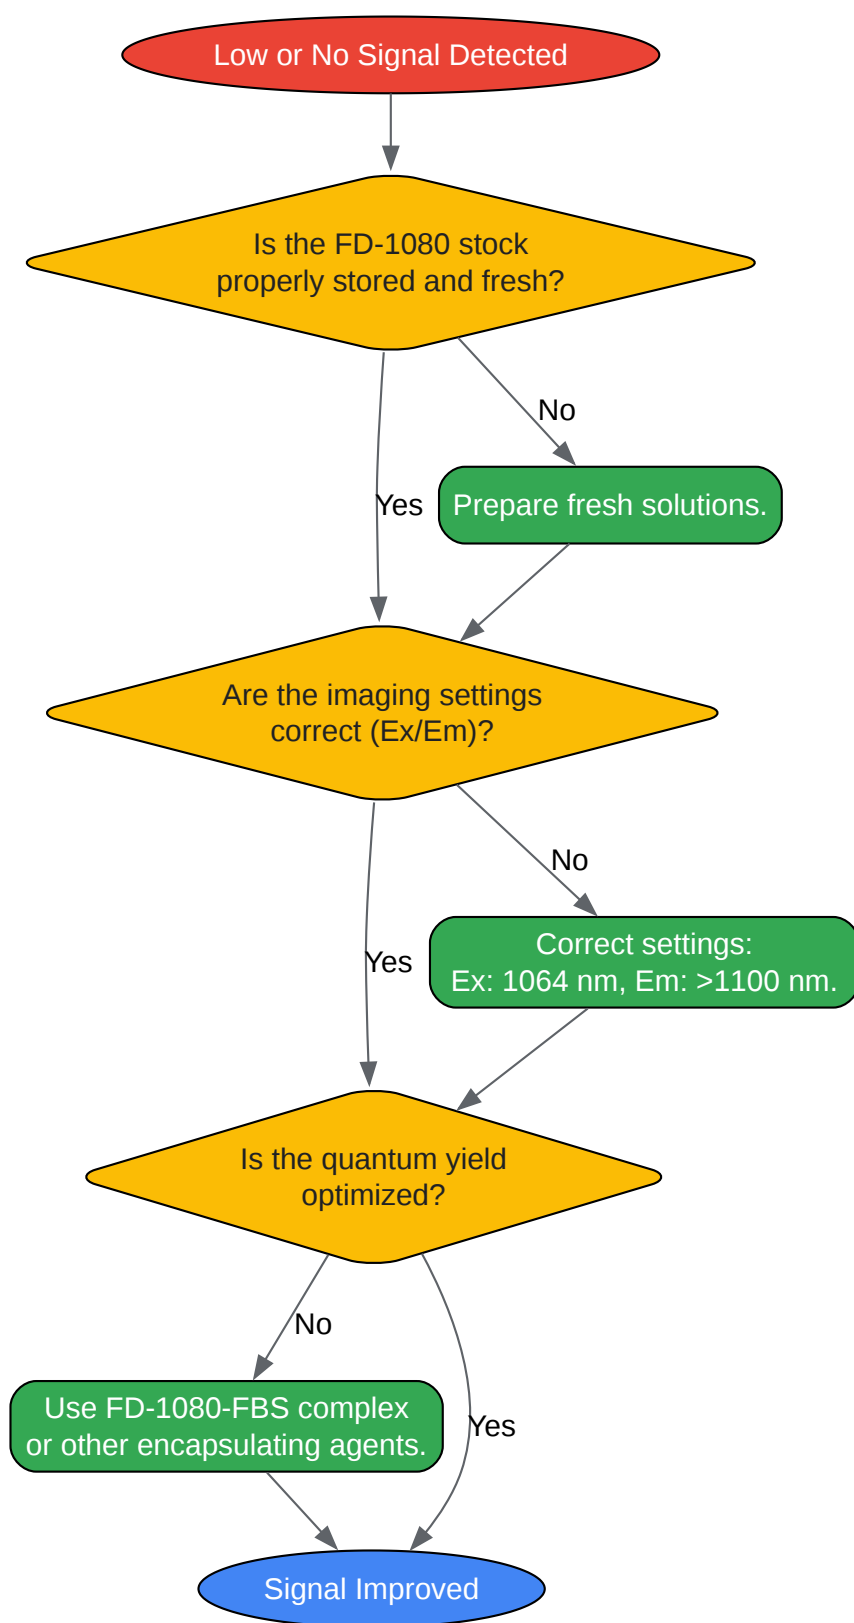 Low or No Signal Detected
Is the FD-1080 stock
properly stored and fresh?
No
Yes
Prepare fresh solutions.
Are the imaging settings
correct (Ex/Em)?
No
Yes
Correct settings:
Ex: 1064 nm, Em: >1100 nm.
Is the quantum yield
optimized?
No
Use FD-1080-FBS complex
or other encapsulating agents.
Yes
Signal Improved